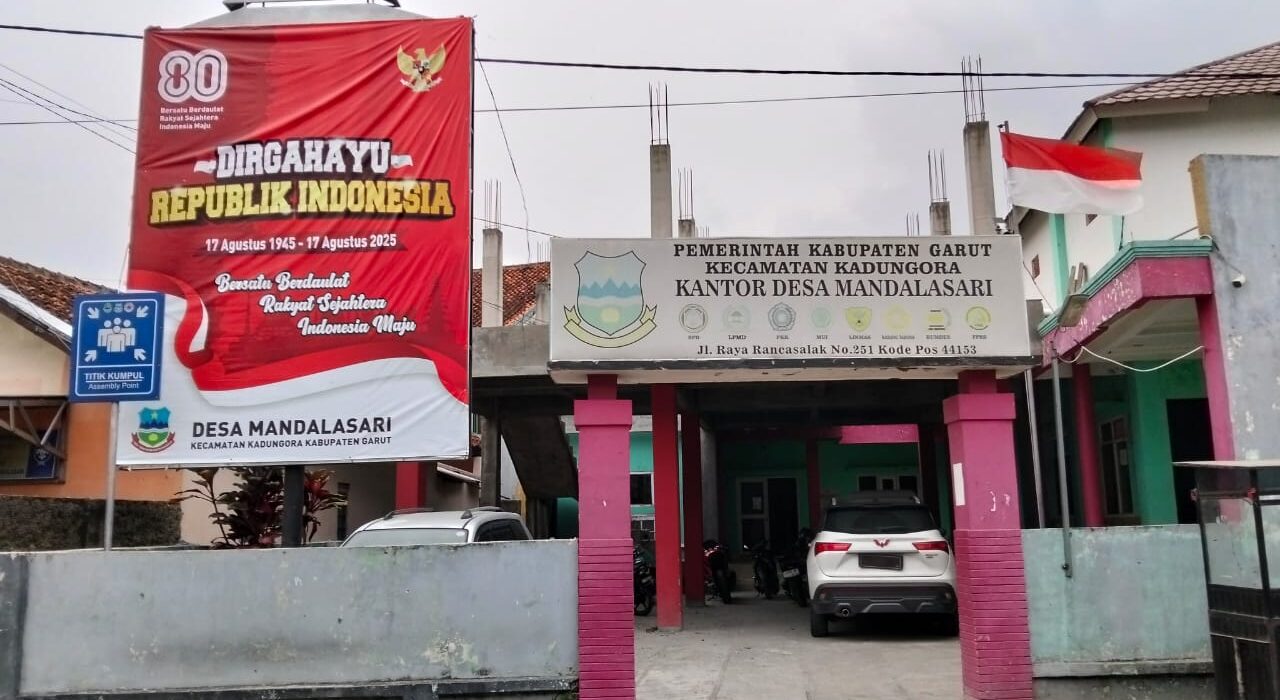 80
Bersatu Berdaulat
Rakyat Sejahtera
Indonesia Maju
DIRGAHAYU
REPUBLIK INDONESIA
17 Agustus 1945 - 17 Agustus 2025
Bersatu Berdaulat
Rakyat Sejahtera
Indonesia Maju
DESA MANDALASARI
KECAMATAN KADUNGORA KABUPATEN GARUT
TITIK KUMPUL
Assembly Point
PEMERINTAH KABUPATEN GARUT
KECAMATAN KADUNGORA
KANTOR DESA MANDALASARI
BPD LPMD PKK MUI LINMAS KARANG TARUNA BUMDES
Jl. Raya Rancasalak No.251 Kode Pos 44153